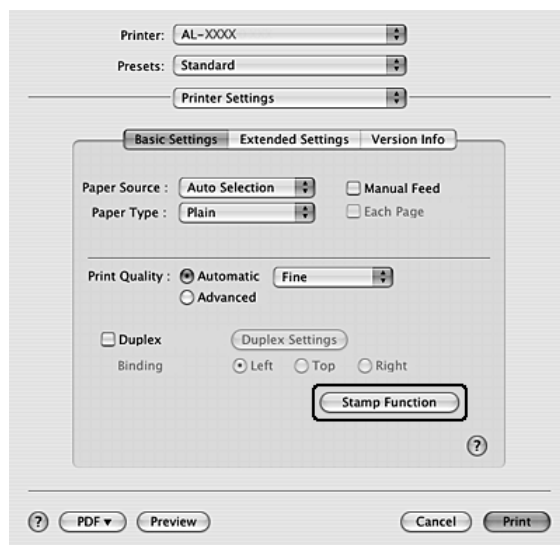 Printer: AL-XXXX
Presets: Standard
Printer Settings
Basic Settings Extended Settings Version Info
Paper Source : Auto Selection Manual Feed
Paper Type : Plain Each Page
Print Quality : Automatic Fine
Advanced
Duplex Duplex Settings
Binding Left Top Right
Stamp Function
?
? PDF▼ Preview Cancel Print